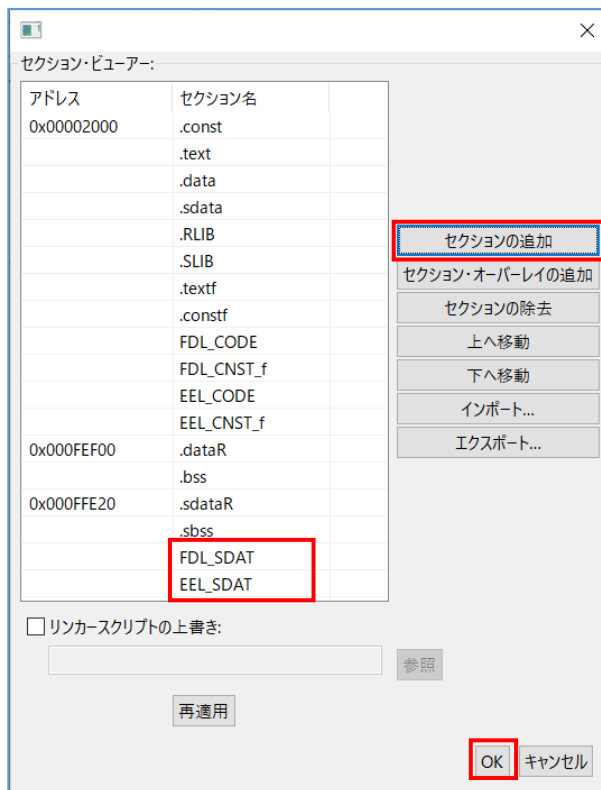 セクション・ビューアー:
アドレス セクション名
0x00002000 .const
.text
.data
.sdata
.RLIB
.SLIB
.textf
.constf
FDL_CODE
FDL_CNST_f
EEL_CODE
EEL_CNST_f
0x000FEF00 .dataR
.bss
0x000FFE20 .sdataR
.sbss
FDL_SDAT
EEL_SDAT
セクションの追加
セクション・オーバーレイの追加
セクションの除去
上へ移動
下へ移動
インポート...
エクスポート...
リンカースクリプトの上書き:
参照
再適用
OK キャンセル